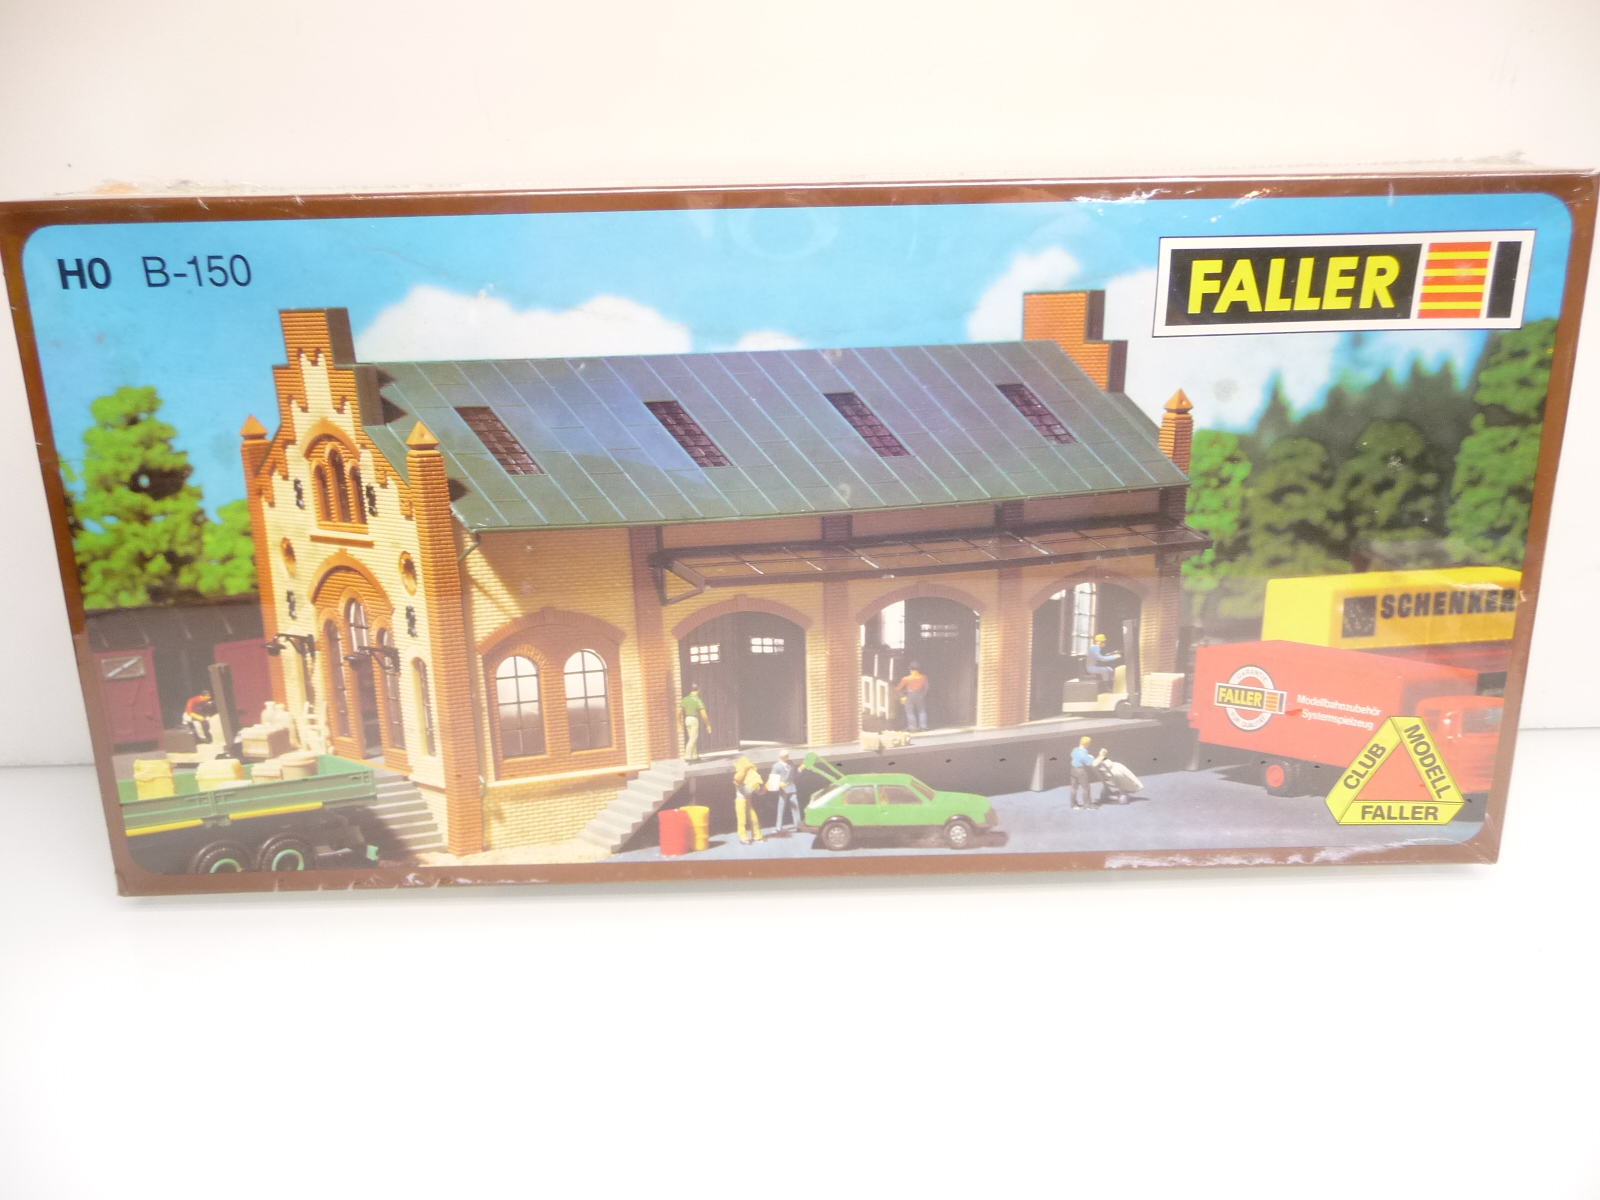 H0 B-150
FALLER
SCHENKER
FALLER
Modellbahnzubehör
Systemspielzeug
CLUB
MODELL
FALLER